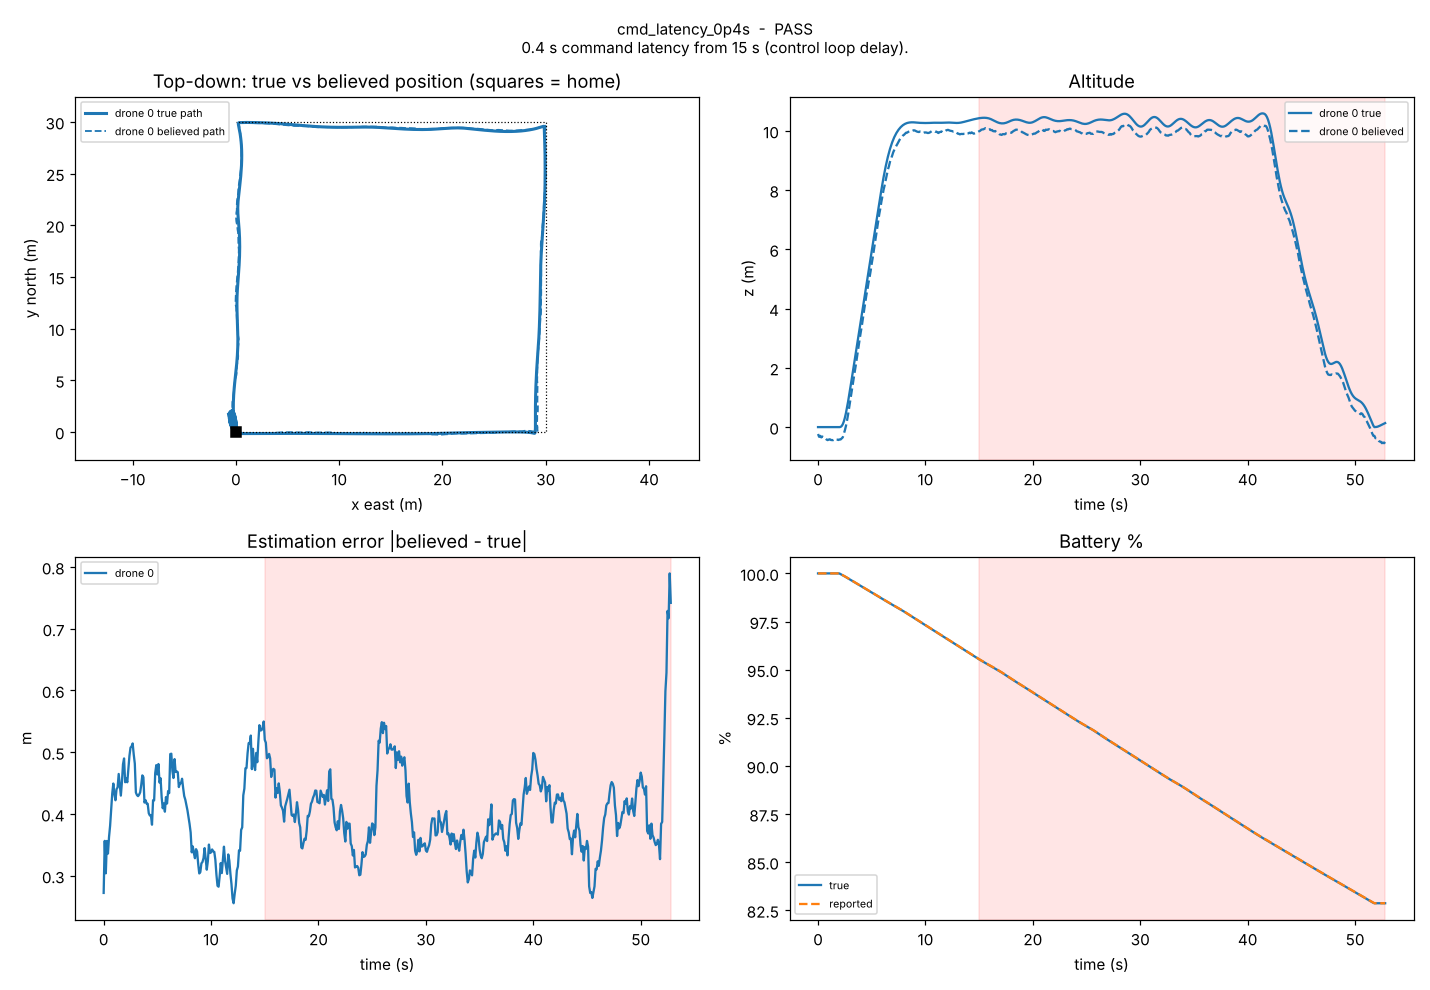 cmd_latency_0p4s  -  PASS
0.4 s command latency from 15 s (control loop delay).
Top-down: true vs believed position (squares = home)
drone 0 true path
drone 0 believed path
30
25
20
15
10
5
0
y north (m)
−10
0
10
20
30
40
x east (m)
Altitude
drone 0 true
drone 0 believed
10
8
6
4
2
0
z (m)
0
10
20
30
40
50
time (s)
Estimation error |believed - true|
drone 0
0.8
0.7
0.6
0.5
0.4
0.3
m
0
10
20
30
40
50
time (s)
Battery %
100.0
97.5
95.0
92.5
90.0
87.5
85.0
82.5
%
true
reported
0
10
20
30
40
50
time (s)